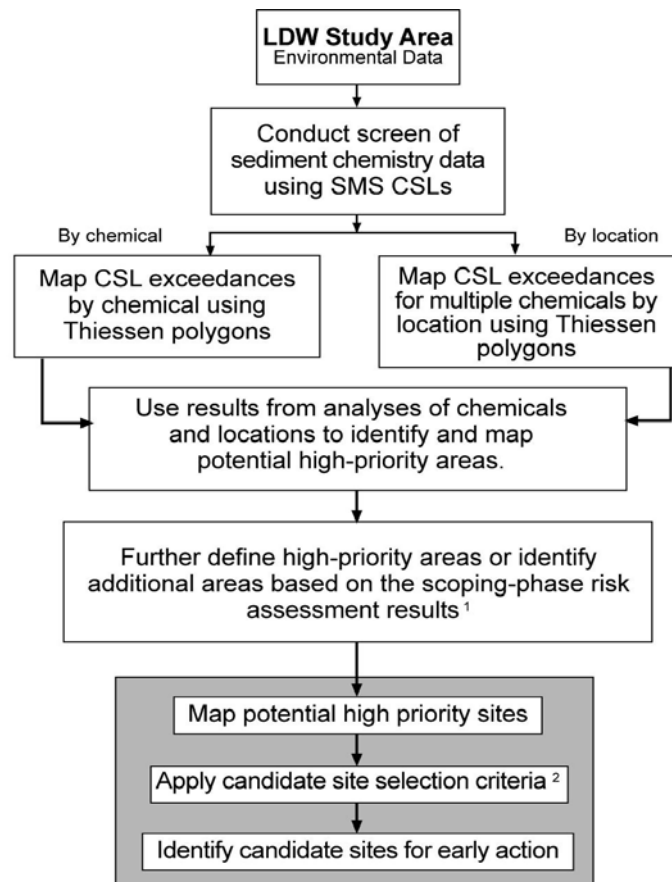 LDW Study Area
Environmental Data
Conduct screen of
sediment chemistry data
using SMS CSLs
By chemical
By location
Map CSL exceedances
by chemical using
Thiessen polygons
Map CSL exceedances
for multiple chemicals by
location using Thiessen
polygons
Use results from analyses of chemicals
and locations to identify and map
potential high-priority areas.
Further define high-priority areas or identify
additional areas based on the scoping-phase risk
assessment results 1
Map potential high priority sites
Apply candidate site selection criteria 2
Identify candidate sites for early action